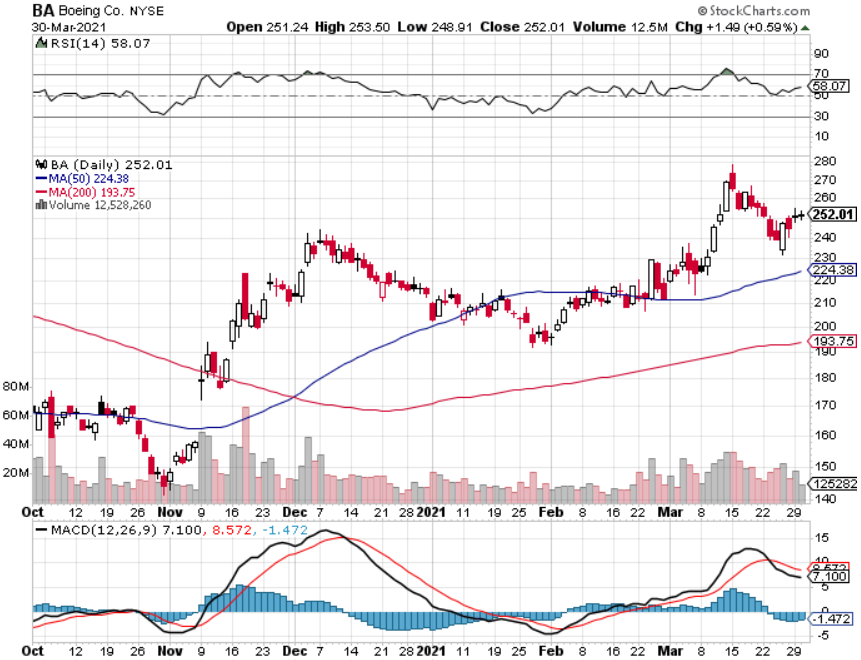 BA Boeing Co. NYSE © StockCharts.com
30-Mar-2021 Open 251.24 High 253.50 Low 248.91 Close 252.01 Volume 12.5M Chg +1.49 (+0.59%)
RSI(14) 58.07
90
70
58.07
50
30
10
BA (Daily) 252.01
MA(50) 224.38
MA(200) 193.75
Volume 12,528,260
280
270
260
252.01
240
230
224.38
220
210
200
193.75
190
180
80M 170
60M 160
40M 150
20M 12528260
140
Oct 12 19 26 Nov 9 16 23 Dec 7 14 21 28 2021 11 19 25 Feb 8 16 22 Mar 8 15 22 29
MACD(12,26,9) 7.100, 8.572, -1.472
15
10
8.572
7.100
5
0
-1.472
-5
Oct 12 19 26 Nov 9 16 23 Dec 7 14 21 28 2021 11 19 25 Feb 8 16 22 Mar 8 15 22 29